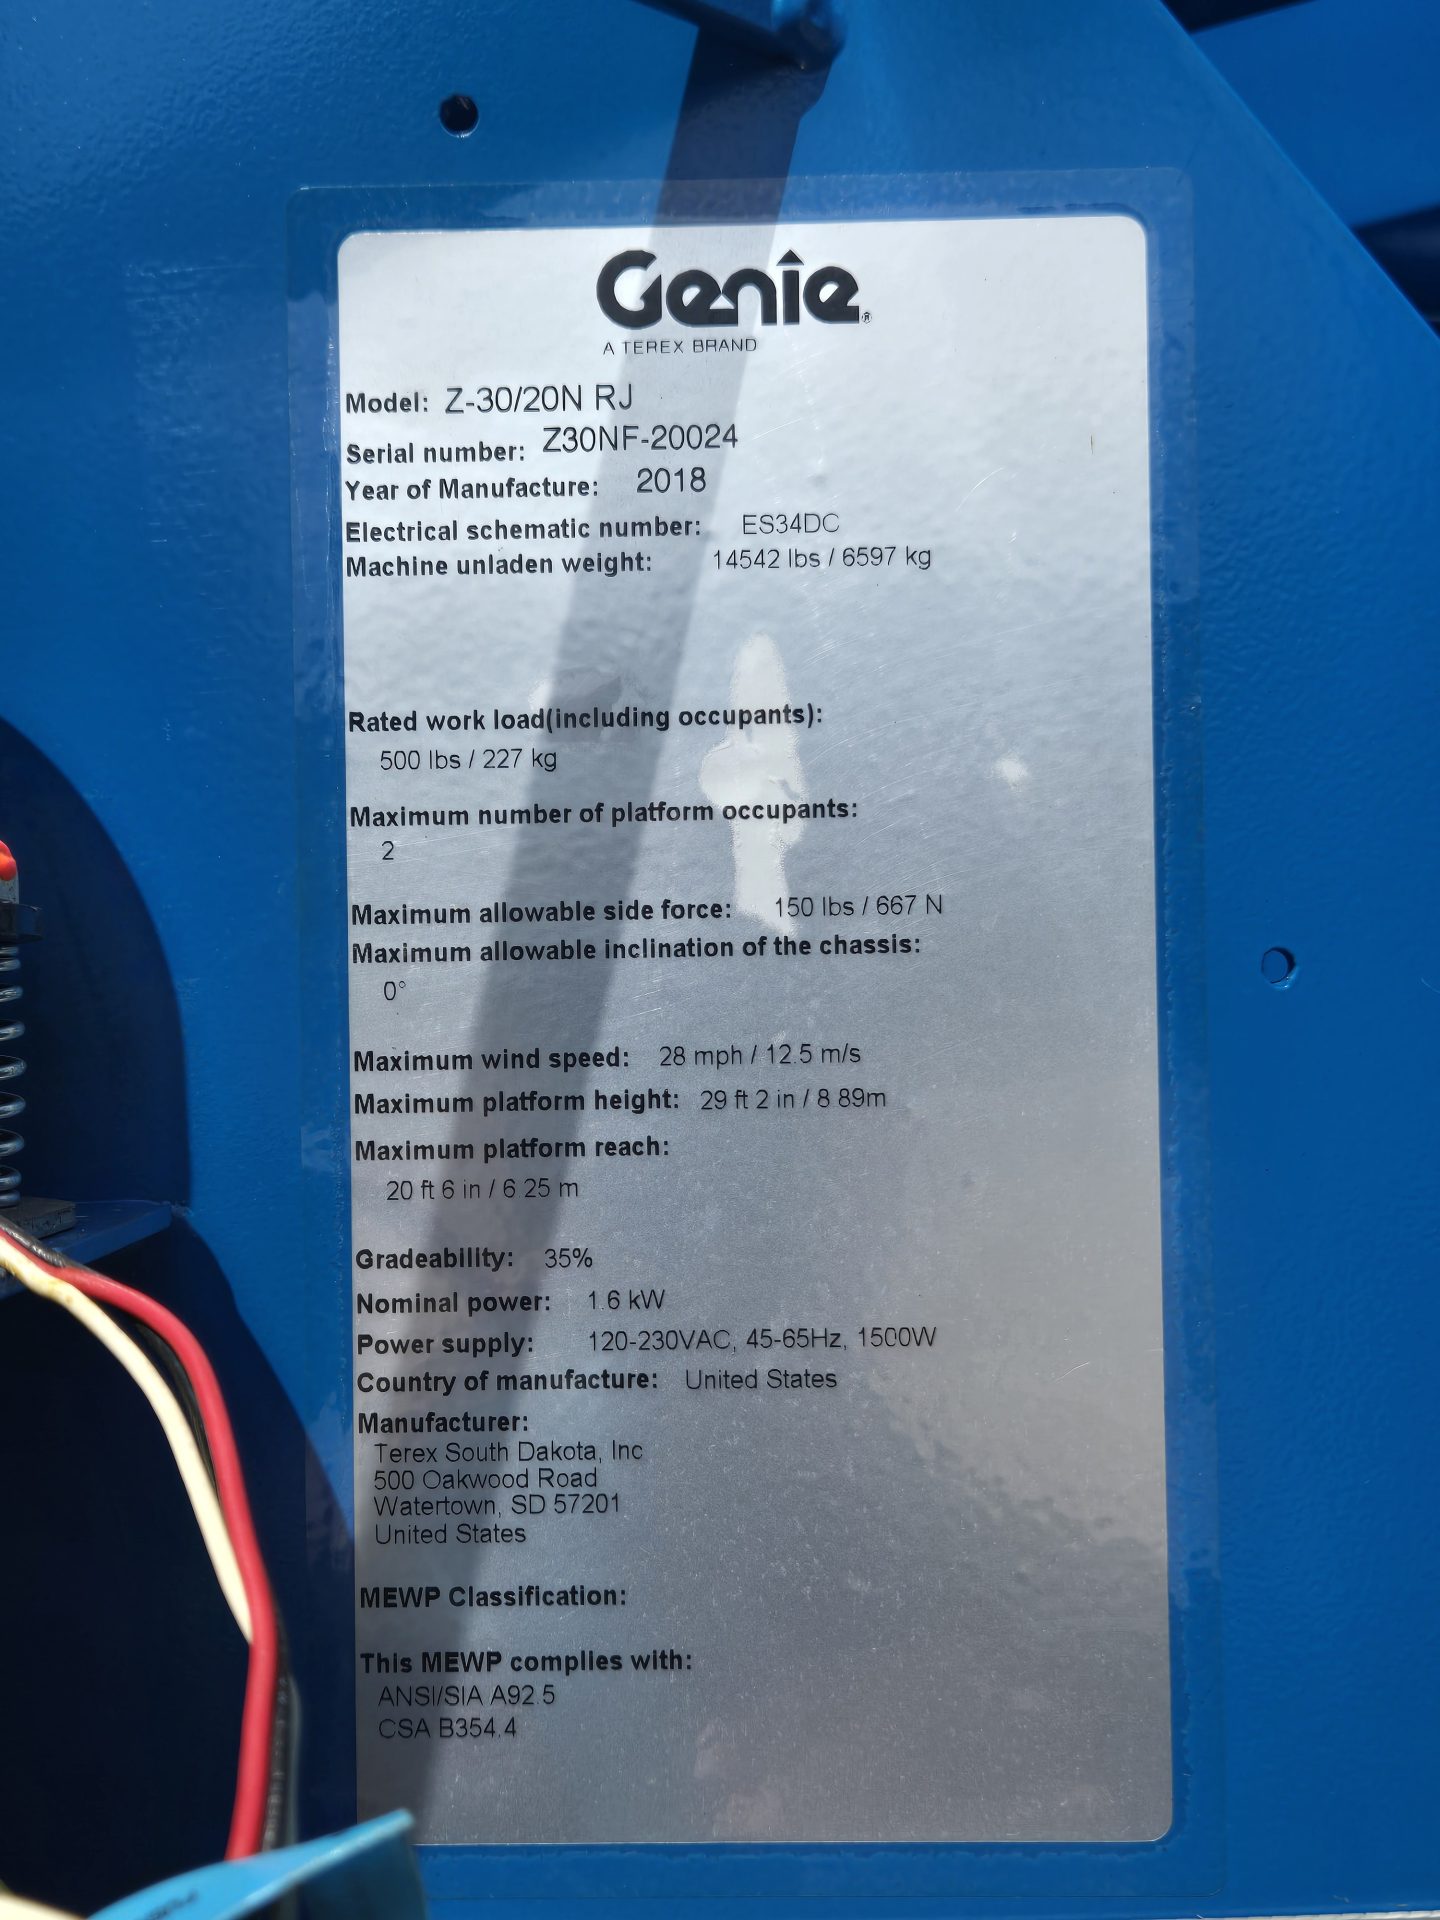 Genie®
A TEREX BRAND
Model: Z-30/20N RJ
Serial number: Z30NF-20024
Year of Manufacture: 2018
Electrical schematic number: ES34DC
Machine unladen weight: 14542 lbs / 6597 kg
Rated work load(including occupants):
500 lbs / 227 kg
Maximum number of platform occupants:
2
Maximum allowable side force: 150 lbs / 667 N
Maximum allowable inclination of the chassis:
0°
Maximum wind speed: 28 mph / 12.5 m/s
Maximum platform height: 29 ft 2 in / 8.89m
Maximum platform reach:
20 ft 6 in / 6.25 m
Gradeability: 35%
Nominal power: 1.6 kW
Power supply: 120-230VAC, 45-65Hz, 1500W
Country of manufacture: United States
Manufacturer:
Terex South Dakota, Inc
500 Oakwood Road
Watertown, SD 57201
United States
MEWP Classification:
This MEWP complies with:
ANSI/SIA A92.5
CSA B354.4